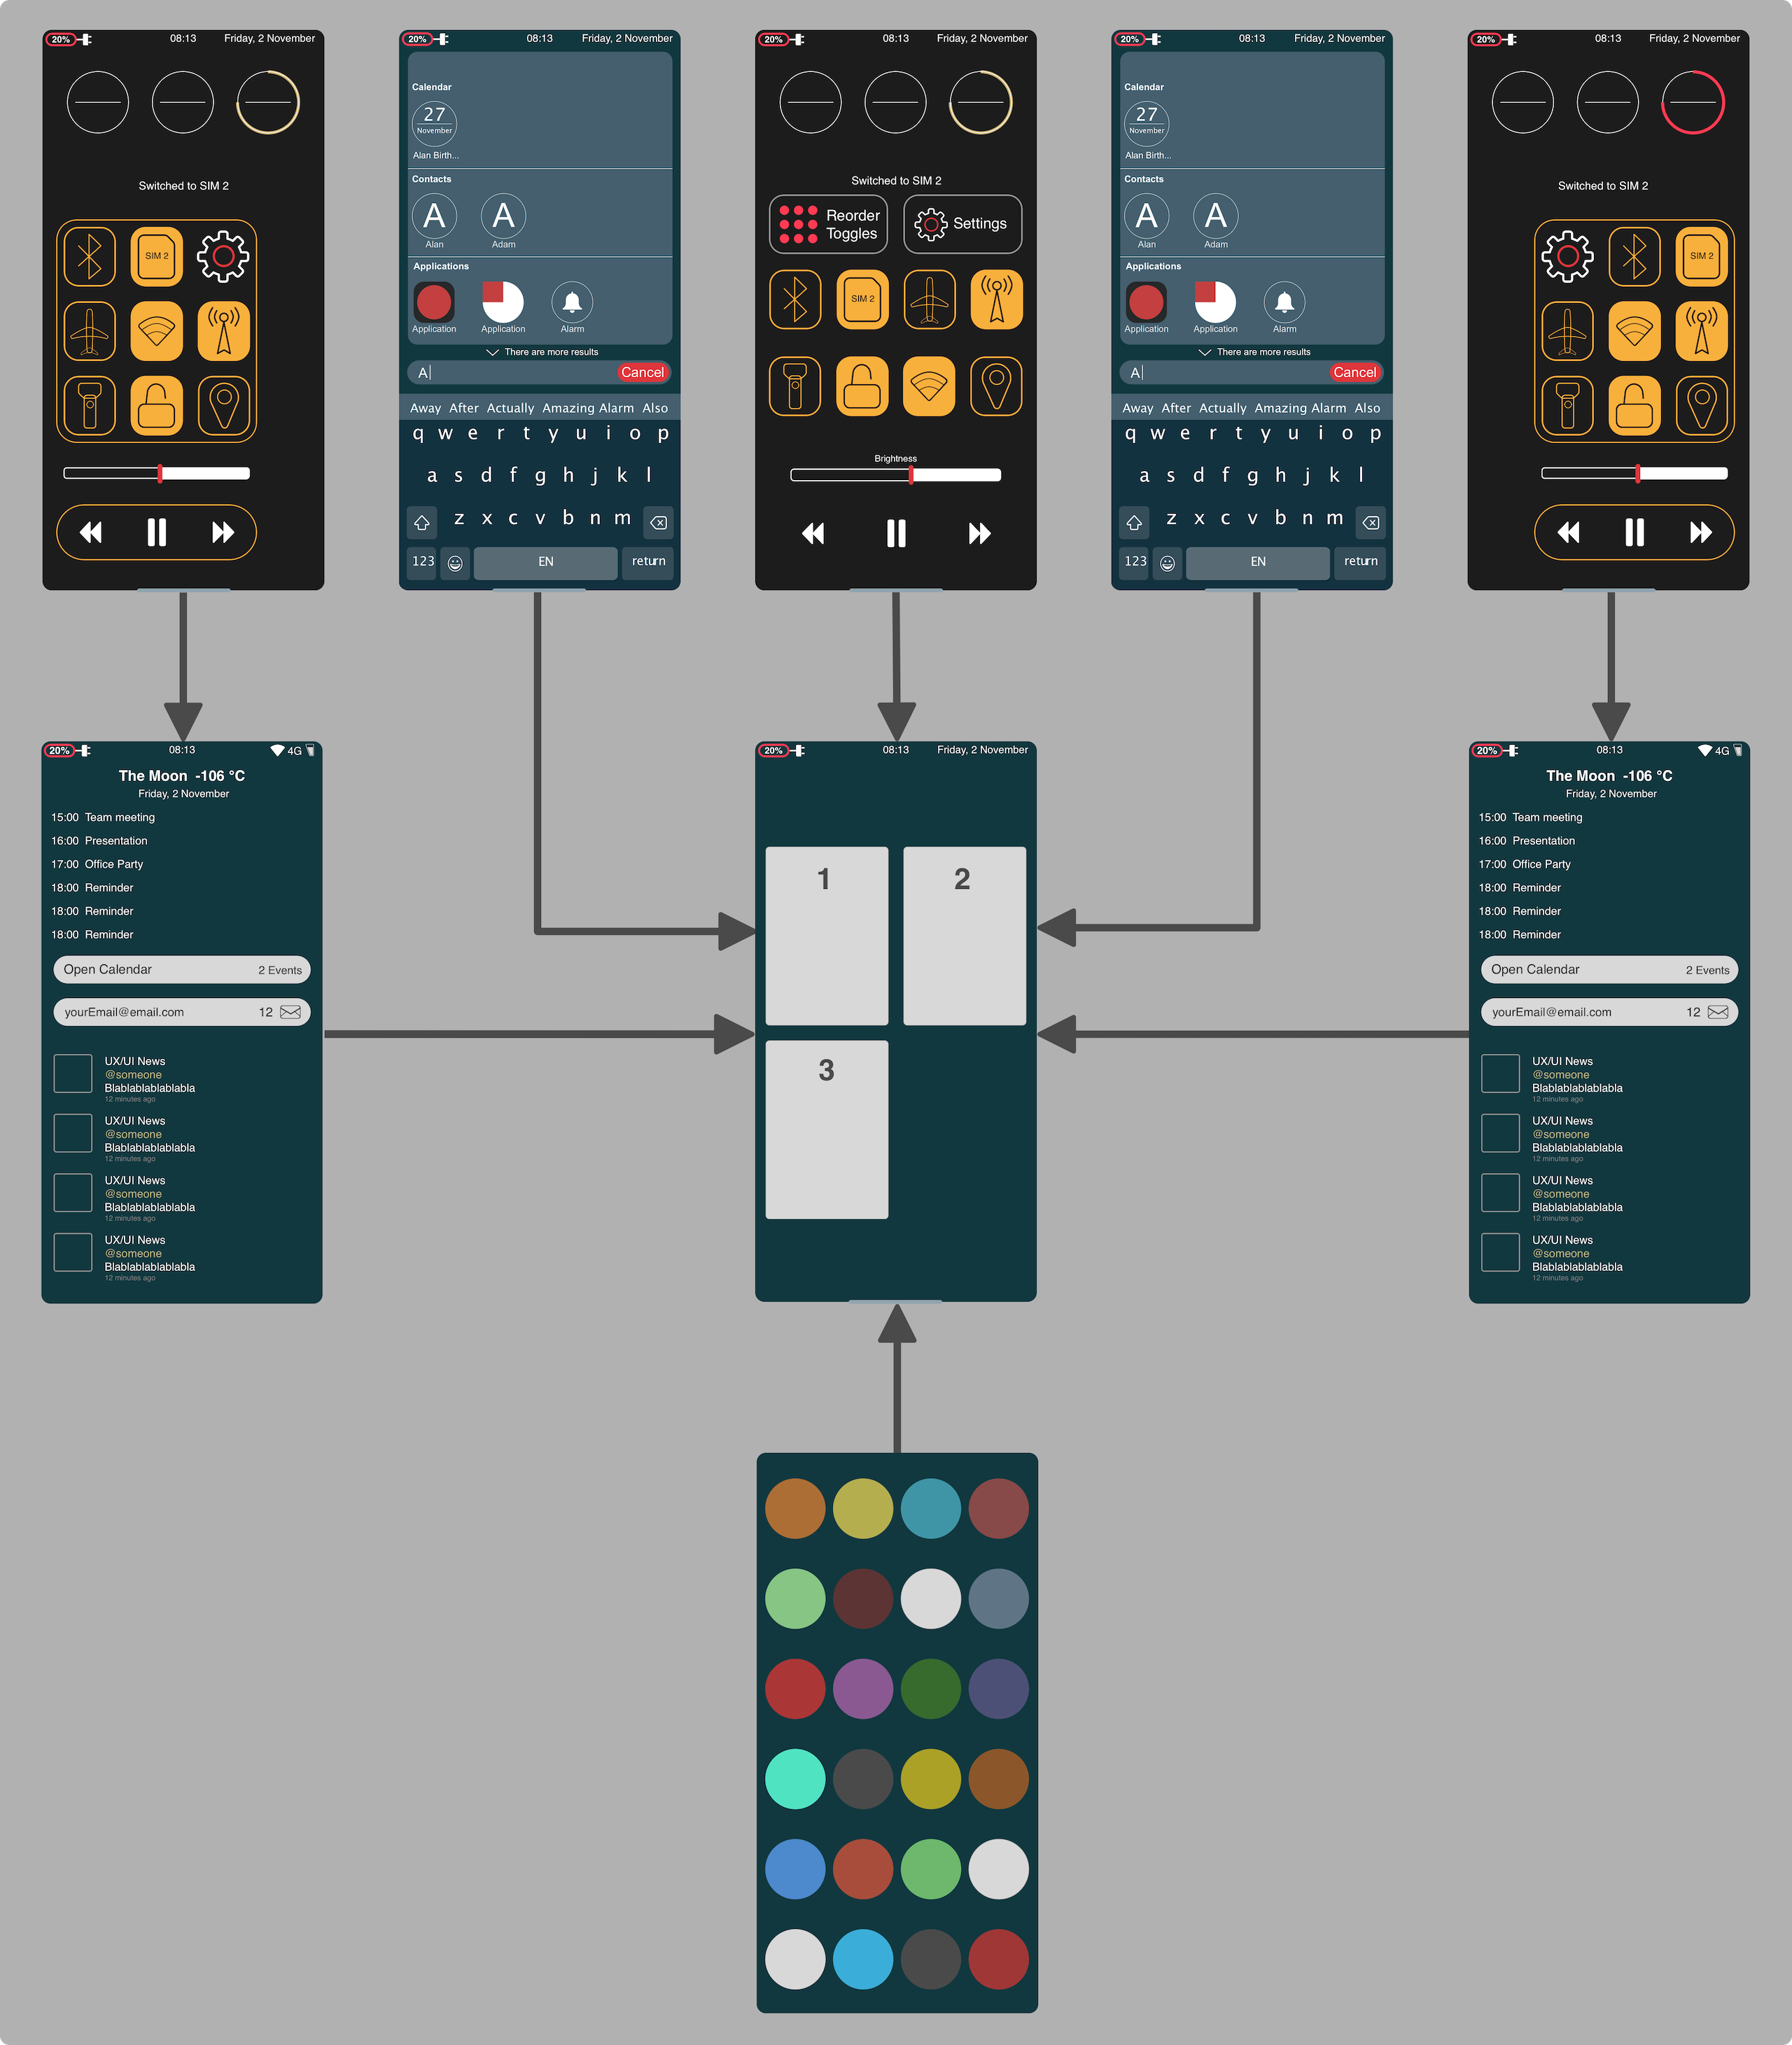 20%
08:13
Friday, 2 November
Switched to SIM 2
SIM 2
20%
08:13
Friday, 2 November
Calendar
27
November
Alan Birth...
Contacts
A A
Alan Adam
Applications
Application Application Alarm
There are more results
A Cancel
Away After Actually Amazing Alarm Also
q w e r t y u i o p
a s d f g h j k l
z x c v b n m
123 EN return
20%
08:13
Friday, 2 November
Switched to SIM 2
Reorder
Toggles
Settings
SIM 2
Brightness
20%
08:13
Friday, 2 November
Calendar
27
November
Alan Birth...
Contacts
A A
Alan Adam
Applications
Application Application Alarm
There are more results
A Cancel
Away After Actually Amazing Alarm Also
q w e r t y u i o p
a s d f g h j k l
z x c v b n m
123 EN return
20%
08:13
Friday, 2 November
Switched to SIM 2
SIM 2
20%
08:13
4G
The Moon -106 °C
Friday, 2 November
15:00 Team meeting
16:00 Presentation
17:00 Office Party
18:00 Reminder
18:00 Reminder
18:00 Reminder
Open Calendar 2 Events
yourEmail@email.com 12
UX/UI News
@someone
Blablablablablabla
12 minutes ago
UX/UI News
@someone
Blablablablablabla
12 minutes ago
UX/UI News
@someone
Blablablablablabla
12 minutes ago
UX/UI News
@someone
Blablablablablabla
12 minutes ago
20%
08:13
Friday, 2 November
1 2
3
20%
08:13
4G
The Moon -106 °C
Friday, 2 November
15:00 Team meeting
16:00 Presentation
17:00 Office Party
18:00 Reminder
18:00 Reminder
18:00 Reminder
Open Calendar 2 Events
yourEmail@email.com 12
UX/UI News
@someone
Blablablablablabla
12 minutes ago
UX/UI News
@someone
Blablablablablabla
12 minutes ago
UX/UI News
@someone
Blablablablablabla
12 minutes ago
UX/UI News
@someone
Blablablablablabla
12 minutes ago